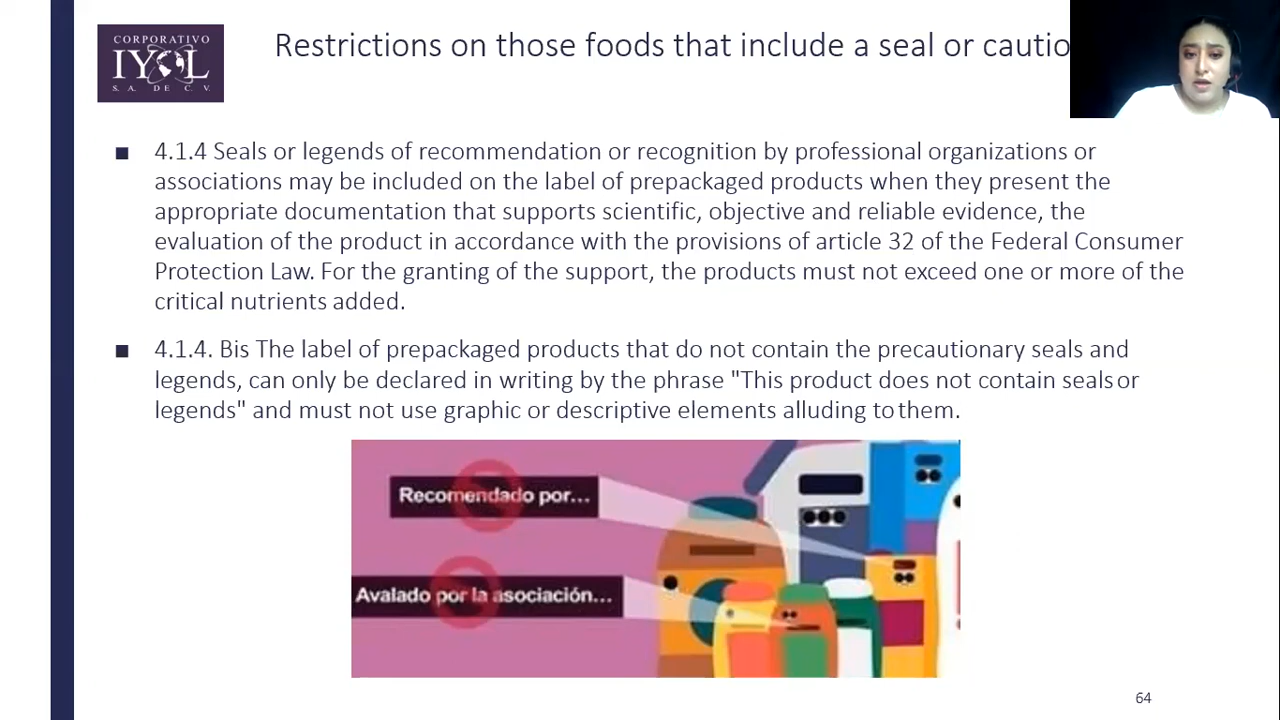 CORPORATIVO
IYOL
S. A. DE C. V.
Restrictions on those foods that include a seal or cautio
■ 4.1.4 Seals or legends of recommendation or recognition by professional organizations or
associations may be included on the label of prepackaged products when they present the
appropriate documentation that supports scientific, objective and reliable evidence, the
evaluation of the product in accordance with the provisions of article 32 of the Federal Consumer
Protection Law. For the granting of the support, the products must not exceed one or more of the
critical nutrients added.
■ 4.1.4. Bis The label of prepackaged products that do not contain the precautionary seals and
legends, can only be declared in writing by the phrase "This product does not contain seals or
legends" and must not use graphic or descriptive elements alluding to them.
Recomendado por...
Avalado por la asociación...
64